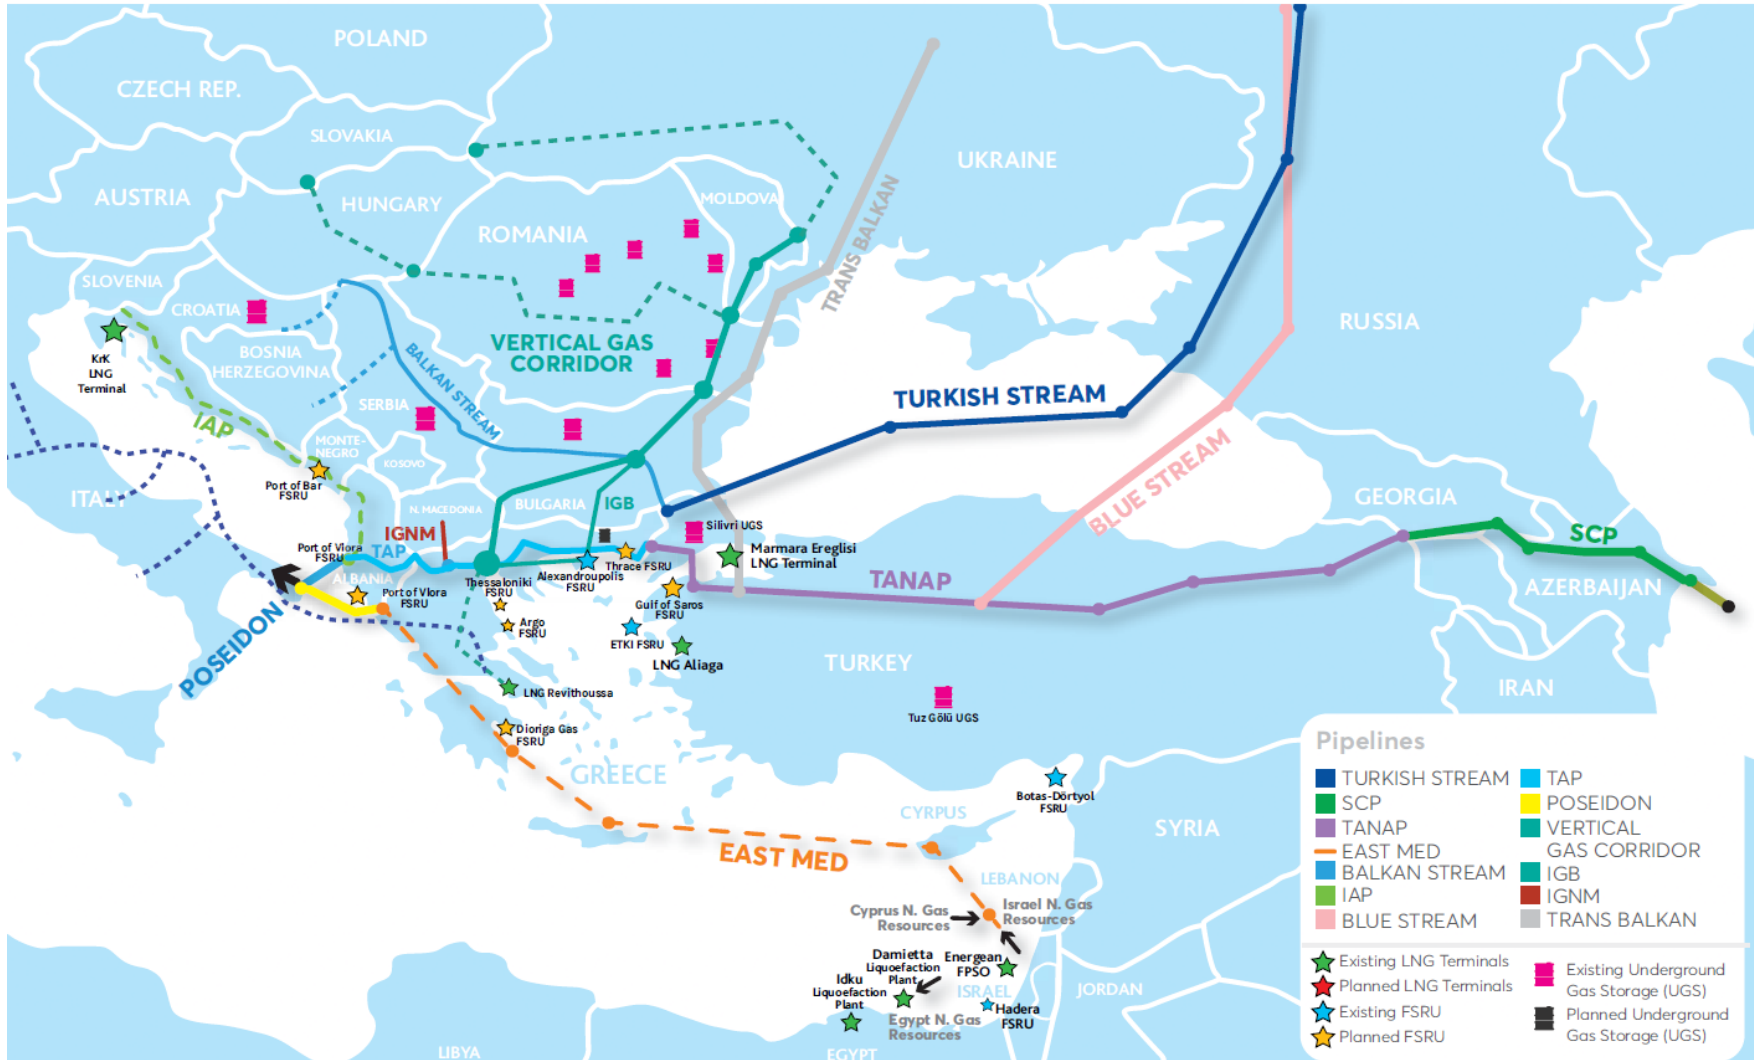 POLAND
CZECH REP.
SLOVAKIA
UKRAINE
AUSTRIA
HUNGARY
MOLDOVA
ROMANIA
TRANS BALKAN
SLOVENIA
CROATIA
RUSSIA
VERTICAL GAS
CORRIDOR
BOSNIA
HERZEGOVINA
KrK
LNG
Terminal
BALKAN STREAM
TURKISH STREAM
SERBIA
IAP
MONTE-
NEGRO
KOSOVO
BLUE STREAM
Port of Bar
FSRU
ITALY
GEORGIA
N. MACEDONIA
BULGARIA
IGB
IGNM
Silivri UGS
SCP
Port of Vlora
FSRU
TAP
Marmara Ereglisi
LNG Terminal
Thrace FSRU
ALBANIA
Thessaloniki
FSRU
Alexandroupolis
FSRU
TANAP
AZERBAIJAN
Port of Vlora
FSRU
Gulf of Saros
FSRU
Argo
FSRU
ETKI FSRU
POSEIDON
LNG Aliaga
TURKEY
LNG Revithoussa
IRAN
Tuz Gölü UGS
Dioriga Gas
FSRU
GREECE
Botas-Dörtyol
FSRU
CYRPUS
SYRIA
EAST MED
LEBANON
Cyprus N. Gas
Resources
Israel N. Gas
Resources
Damietta
Liquoefaction
Plant
Energean
FPSO
Idku
Liquoefaction
Plant
ISRAEL
JORDAN
Hadera
FSRU
Egypt N. Gas
Resources
LIBYA
EGYPT
Pipelines
TURKISH STREAM
SCP
TANAP
EAST MED
BALKAN STREAM
IAP
BLUE STREAM
TAP
POSEIDON
VERTICAL
GAS CORRIDOR
IGB
IGNM
TRANS BALKAN
Existing LNG Terminals
Planned LNG Terminals
Existing FSRU
Planned FSRU
Existing Underground
Gas Storage (UGS)
Planned Underground
Gas Storage (UGS)